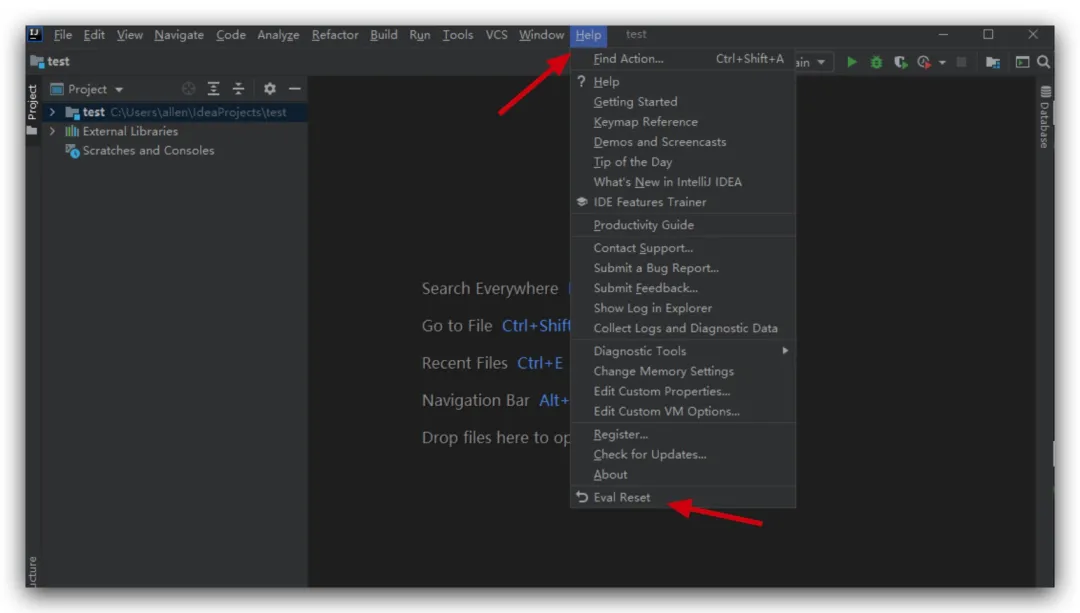 File Edit View Navigate Code Analyze Refactor Build Run Tools VCS Window Help test
test
Project
Project
test C:\Users\allen\IdeaProjects\test
External Libraries
Scratches and Consoles
Find Action... Ctrl+Shift+A
? Help
Getting Started
Keymap Reference
Demos and Screencasts
Tip of the Day
What's New in IntelliJ IDEA
IDE Features Trainer
Productivity Guide
Contact Support...
Submit a Bug Report...
Submit Feedback...
Show Log in Explorer
Collect Logs and Diagnostic Data
Diagnostic Tools
Change Memory Settings
Edit Custom Properties...
Edit Custom VM Options...
Register...
Check for Updates...
About
Eval Reset
Search Everywhere
Go to File Ctrl+Shift
Recent Files Ctrl+E
Navigation Bar Alt+
Drop files here to op
Database
ucture